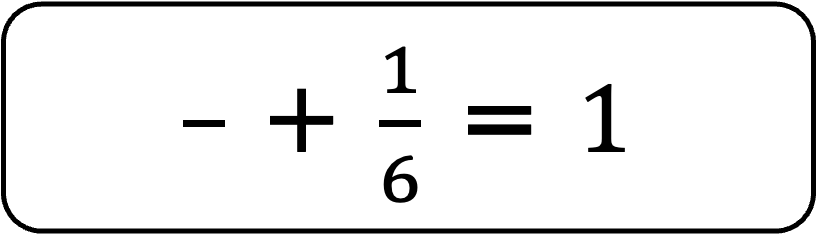 − + 1/6 = 1